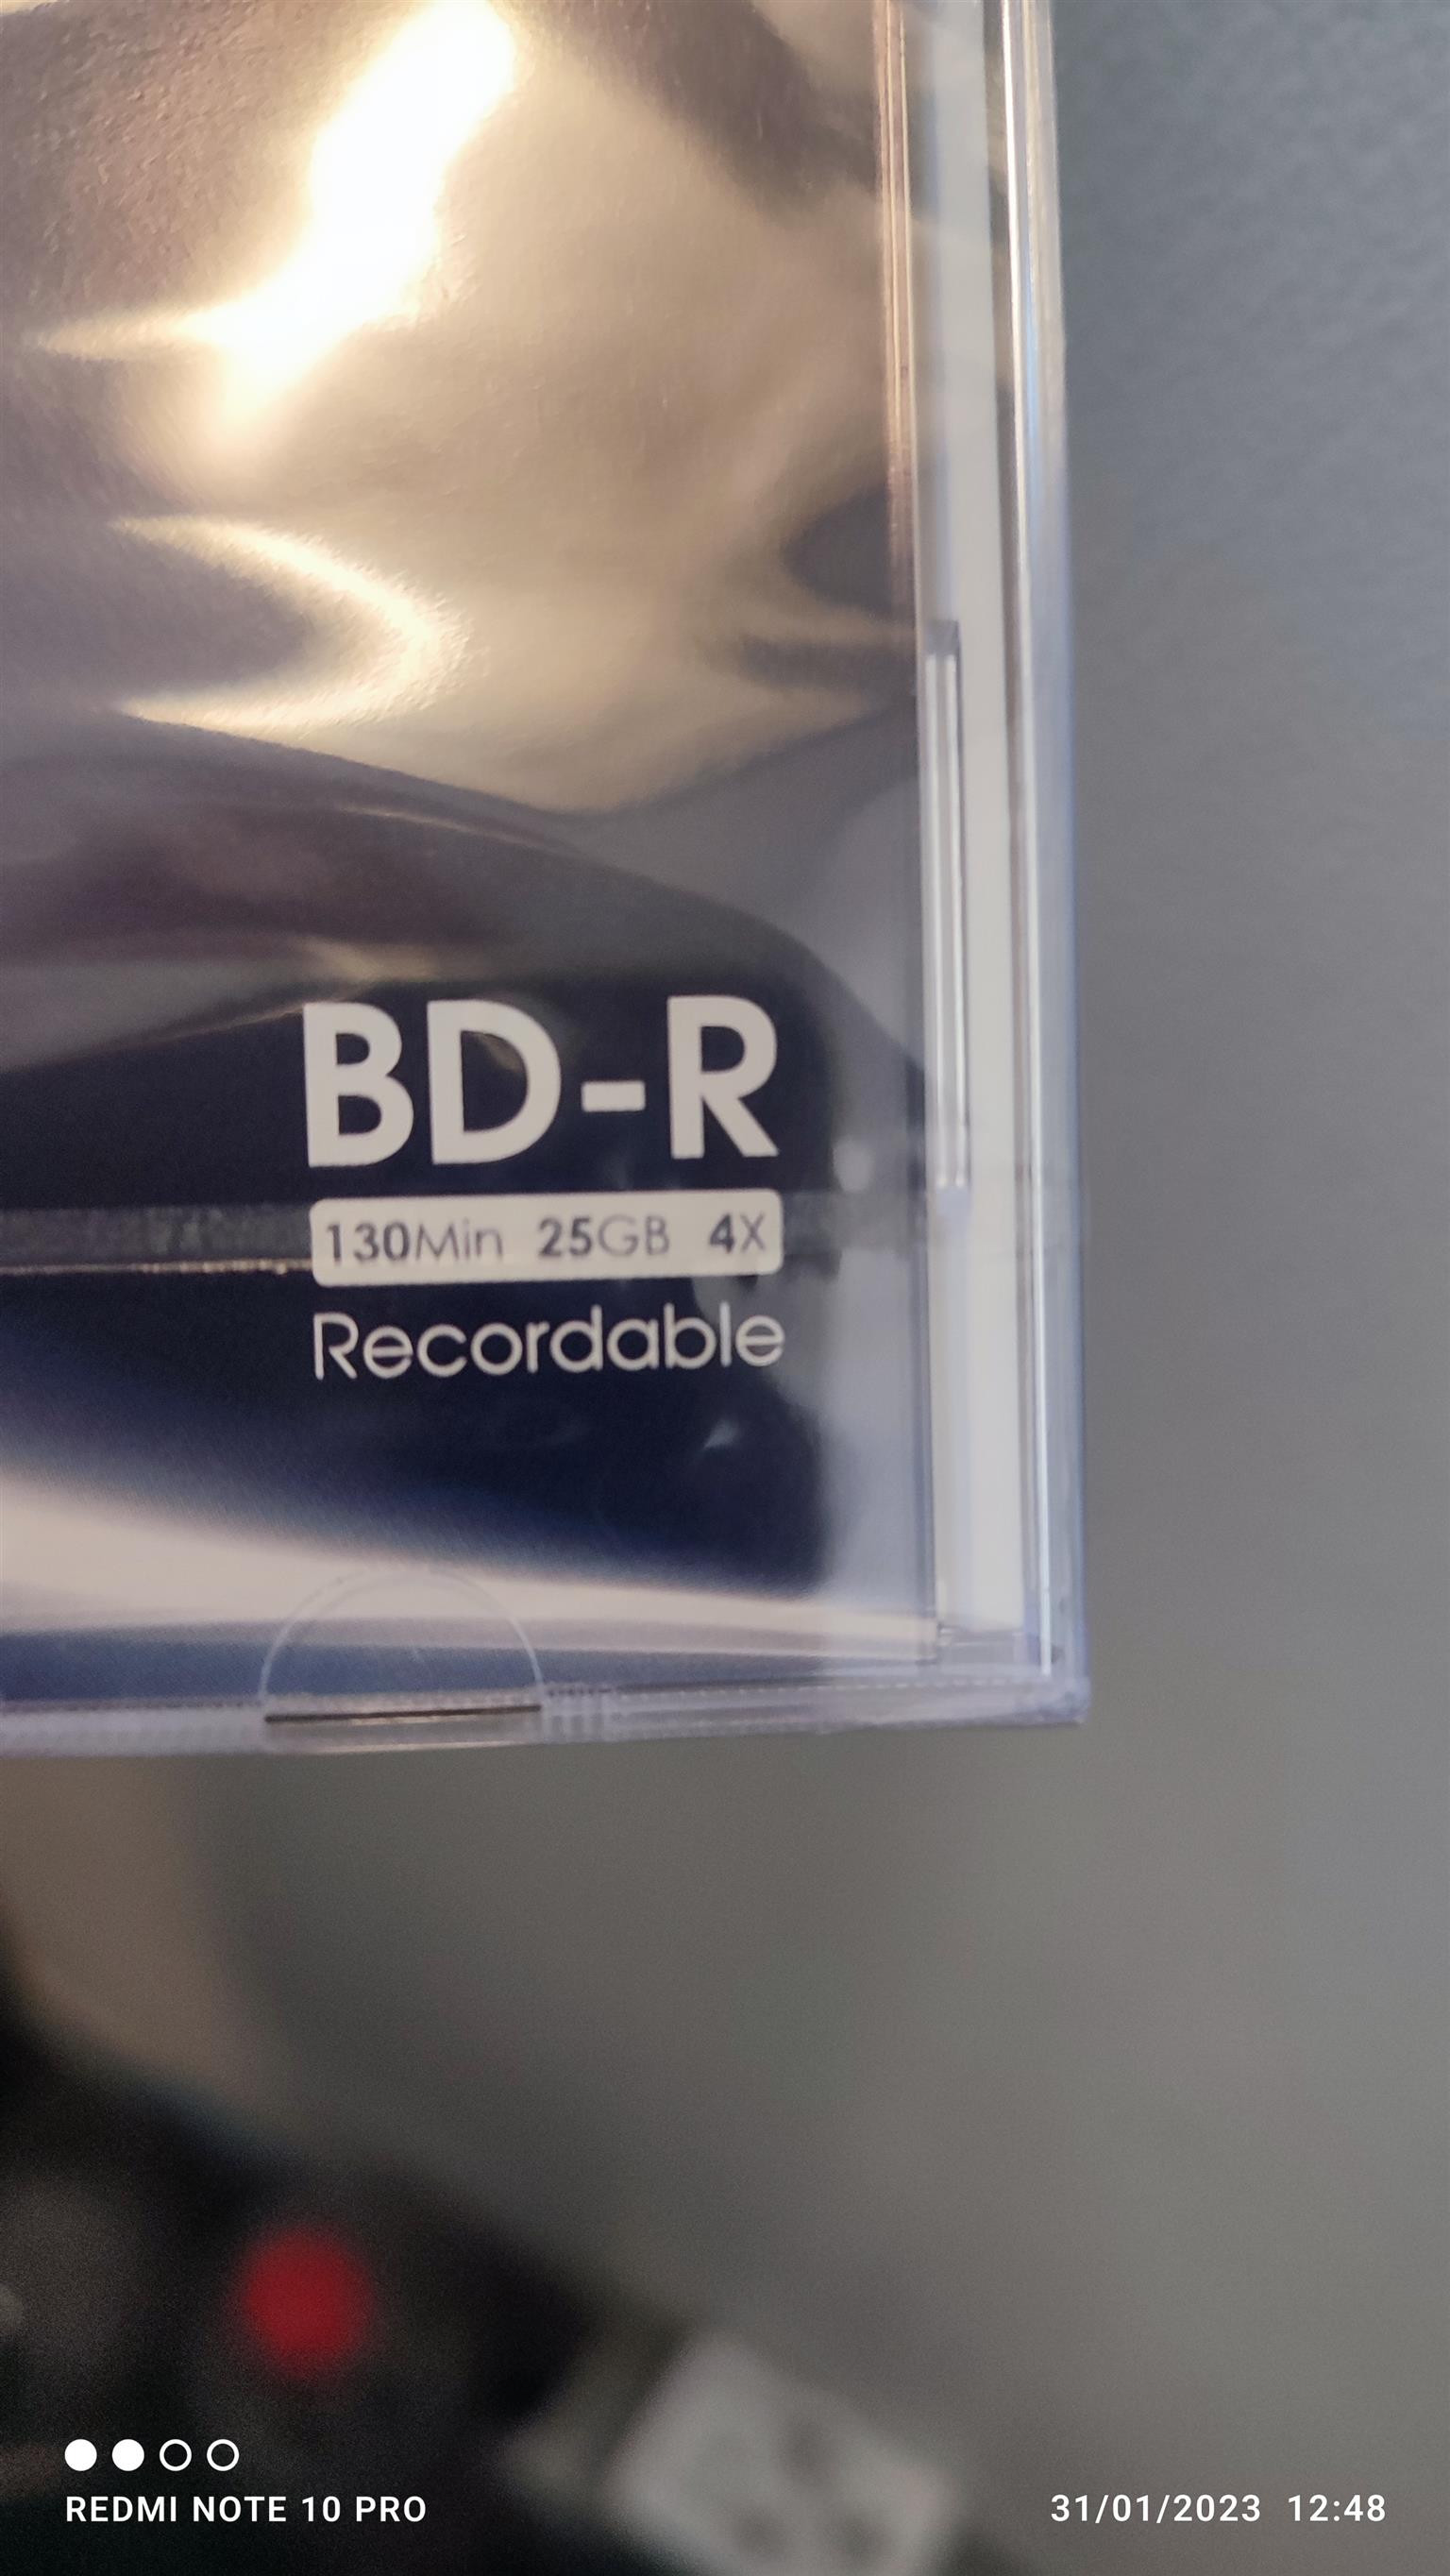 BD-R
130Min 25GB 4X
Recordable
REDMI NOTE 10 PRO
31/01/2023 12:48